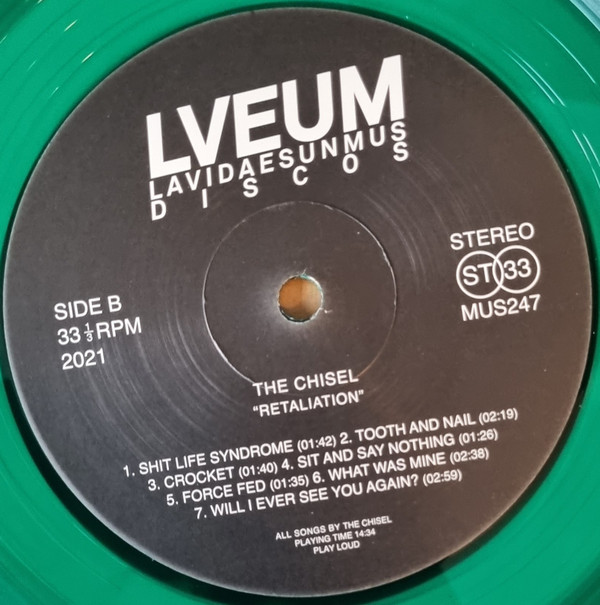 LVEUM
LAVIDAESUNMUS
DISCOS
STEREO
ST 33
MUS247
SIDE B
33 1/3 RPM
2021
THE CHISEL
"RETALIATION"
1. SHIT LIFE SYNDROME (01:42) 2. TOOTH AND NAIL (02:19)
3. CROCKET (01:40) 4. SIT AND SAY NOTHING (01:26)
5. FORCE FED (01:35) 6. WHAT WAS MINE (02:38)
7. WILL I EVER SEE YOU AGAIN? (02:59)
ALL SONGS BY THE CHISEL
PLAYING TIME 14:34
PLAY LOUD